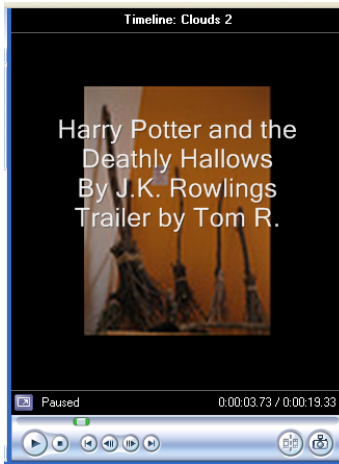 Timeline: Clouds 2
Harry Potter and the
Deathly Hallows
By J.K. Rowlings
Trailer by Tom R.
Paused
0:00:03.73 / 0:00:19.33